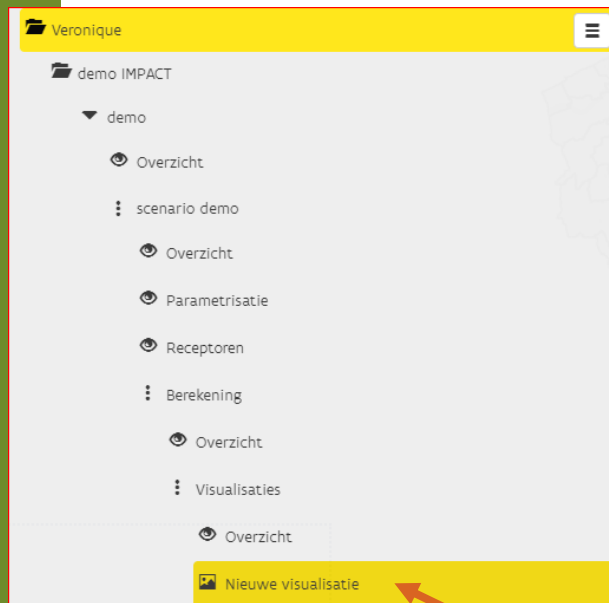 Veronique
demo IMPACT
demo
Overzicht
scenario demo
Overzicht
Parametrisatie
Receptoren
Berekening
Overzicht
Visualisaties
Overzicht
Nieuwe visualisatie